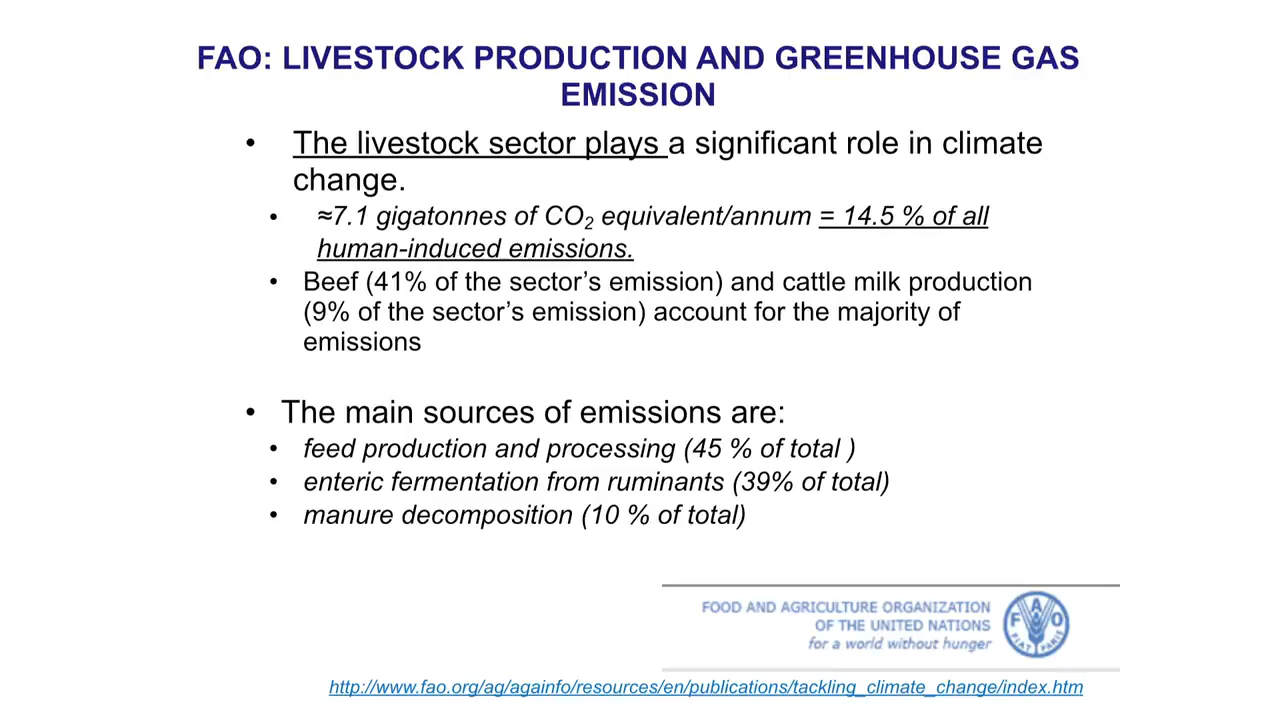 FAO: LIVESTOCK PRODUCTION AND GREENHOUSE GAS
EMISSION
• The livestock sector plays a significant role in climate
change.
• ≈7.1 gigatonnes of CO₂ equivalent/annum = 14.5 % of all
human-induced emissions.
• Beef (41% of the sector’s emission) and cattle milk production
(9% of the sector’s emission) account for the majority of
emissions
• The main sources of emissions are:
• feed production and processing (45 % of total )
• enteric fermentation from ruminants (39% of total)
• manure decomposition (10 % of total)
FOOD AND AGRICULTURE ORGANIZATION
OF THE UNITED NATIONS
for a world without hunger
F A O
FIAT PANIS
http://www.fao.org/ag/againfo/resources/en/publications/tackling_climate_change/index.htm